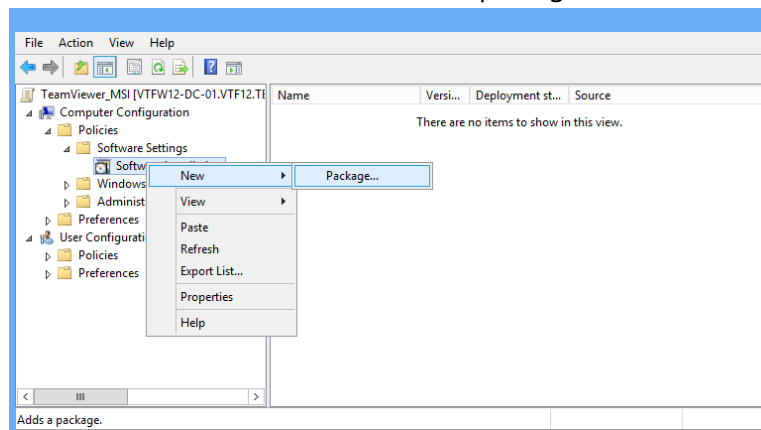 File Action View Help
TeamViewer_MSI [VTFW12-DC-01.VTF12.TE
Name Versi... Deployment st... Source
Computer Configuration
There are no items to show in this view.
Policies
Software Settings
New Package...
Windows
View
Administ
Preferences
Paste
User Configurati
Refresh
Policies
Export List...
Preferences
Properties
Help
Adds a package.